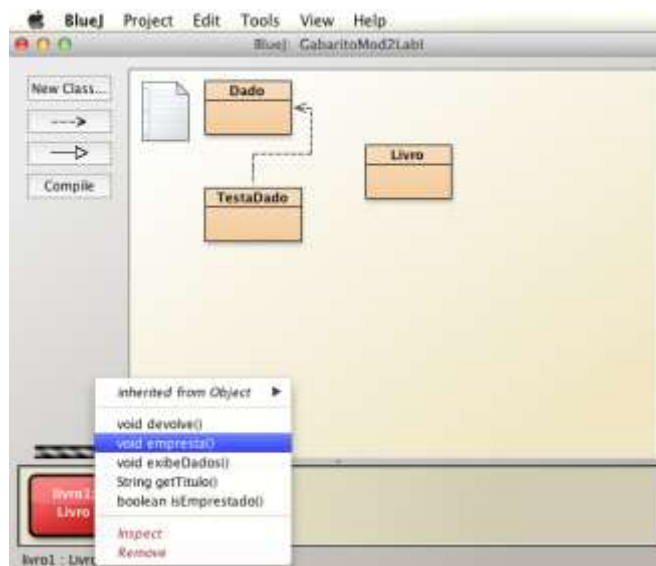 BlueJ Project Edit Tools View Help
BlueJ: GabaritoMod2Lab1
New Class...
Compile
Dado
Livro
TestaDado
inherited from Object
void devolve()
void empresta()
void exibeDados()
String getTitulo()
boolean isEmprestado()
Inspect
Remove
livro1:
Livro
livro1 : Livro